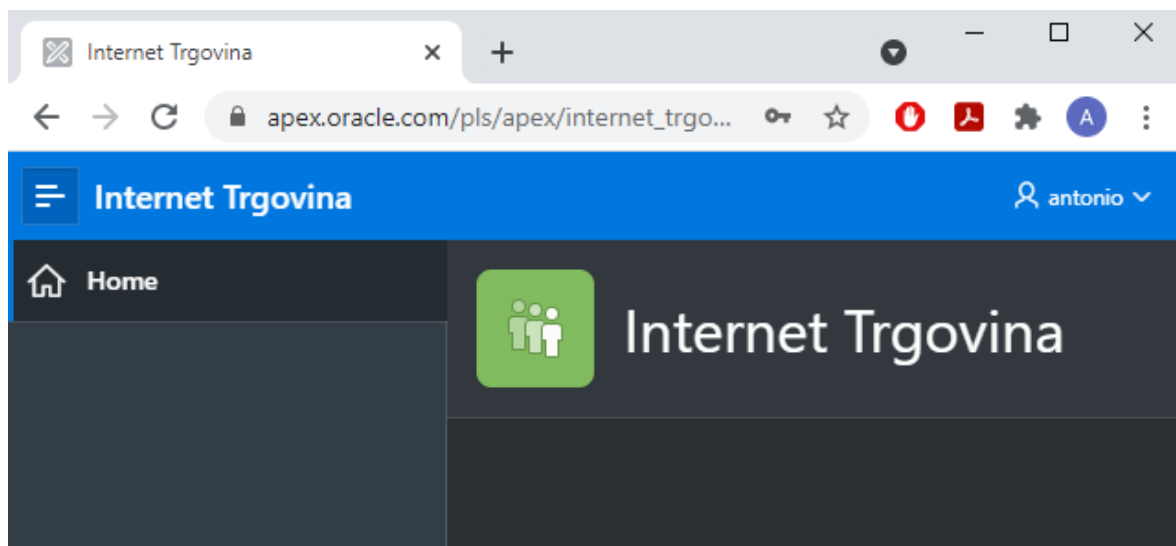 Internet Trgovina
apex.oracle.com/pls/apex/internet_trgo...
A
Internet Trgovina
antonio
Home
Internet Trgovina